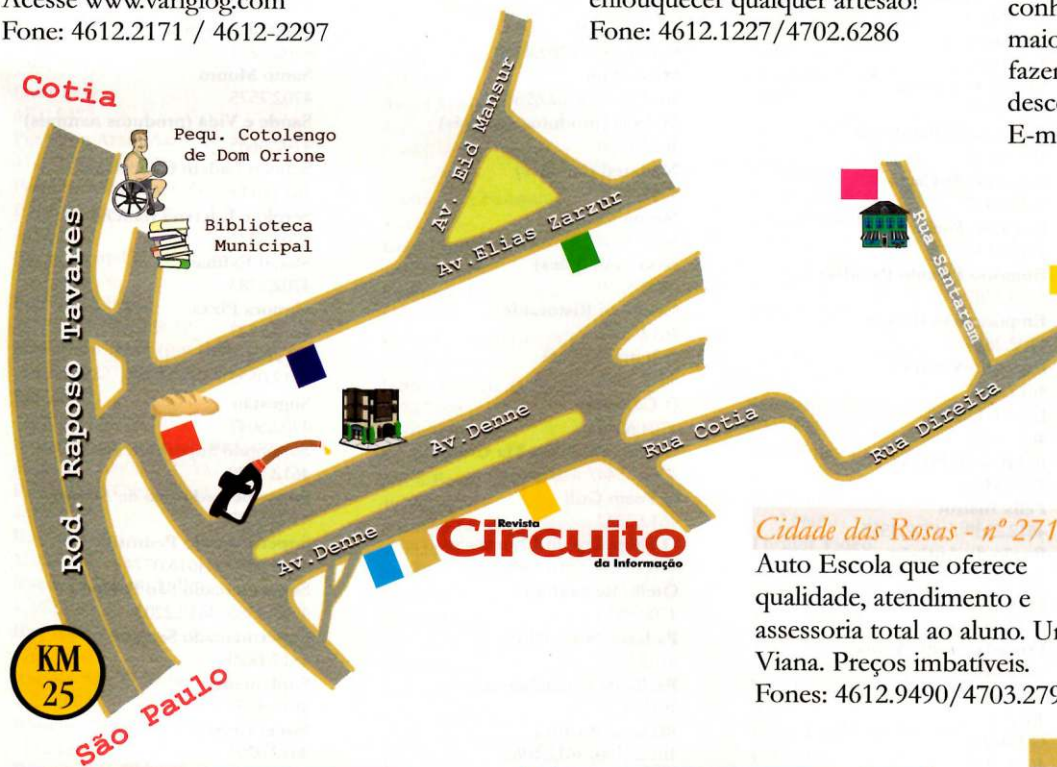 Acesse www.variglog.com
Fone: 4612.2171 / 4612-2297
enlouquecer qualquer artesão!
Fone: 4612.1227/4702.6286
E-m
Cotia
Pequ. Cotolengo
de Dom Orione
Biblioteca
Municipal
Rod. Raposo Tavares
Av. Eid Mansur
Av.Elias Zarzur
Rua Santarem
Av.Denne
Rua Cotia
Rua Direita
Av.Denne
Revista
Circuito
da Informação
KM
25
São Paulo
Cidade das Rosas - nº 271
Auto Escola que oferece
qualidade, atendimento e
assessoria total ao aluno.
Viana. Preços imbatíveis.
Fones: 4612.9490/4703.279